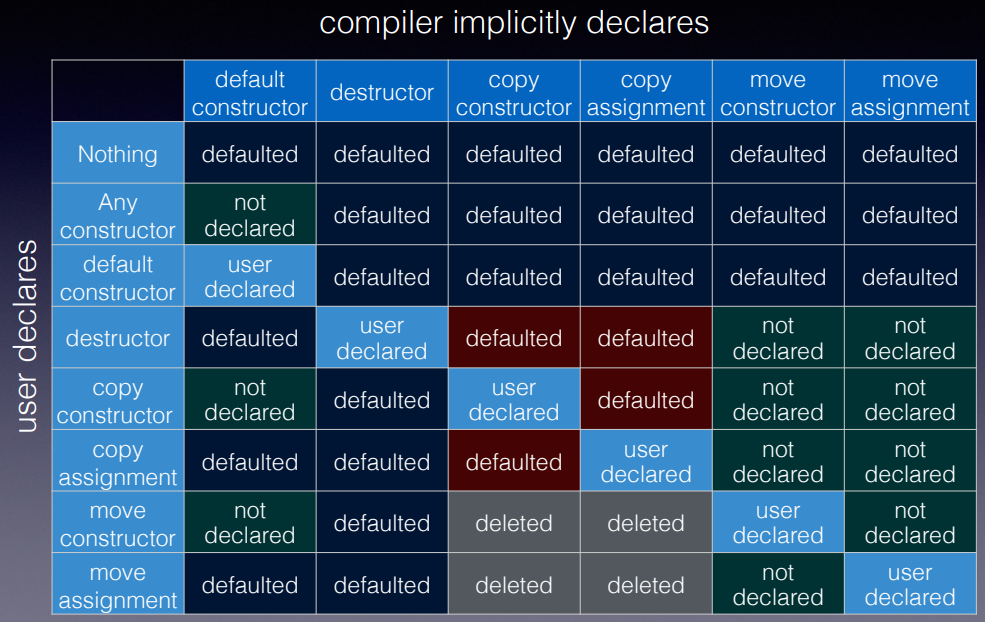 compiler implicitly declares
default
constructor
destructor
copy
constructor
copy
assignment
move
constructor
move
assignment
user declares
Nothing
defaulted
defaulted
defaulted
defaulted
defaulted
defaulted
Any
constructor
not
declared
defaulted
defaulted
defaulted
defaulted
defaulted
default
constructor
user
declared
defaulted
defaulted
defaulted
defaulted
defaulted
destructor
defaulted
user
declared
defaulted
defaulted
not
declared
not
declared
copy
constructor
not
declared
defaulted
user
declared
defaulted
not
declared
not
declared
copy
assignment
defaulted
defaulted
defaulted
user
declared
not
declared
not
declared
move
constructor
not
declared
defaulted
deleted
deleted
user
declared
not
declared
move
assignment
defaulted
defaulted
deleted
deleted
not
declared
user
declared